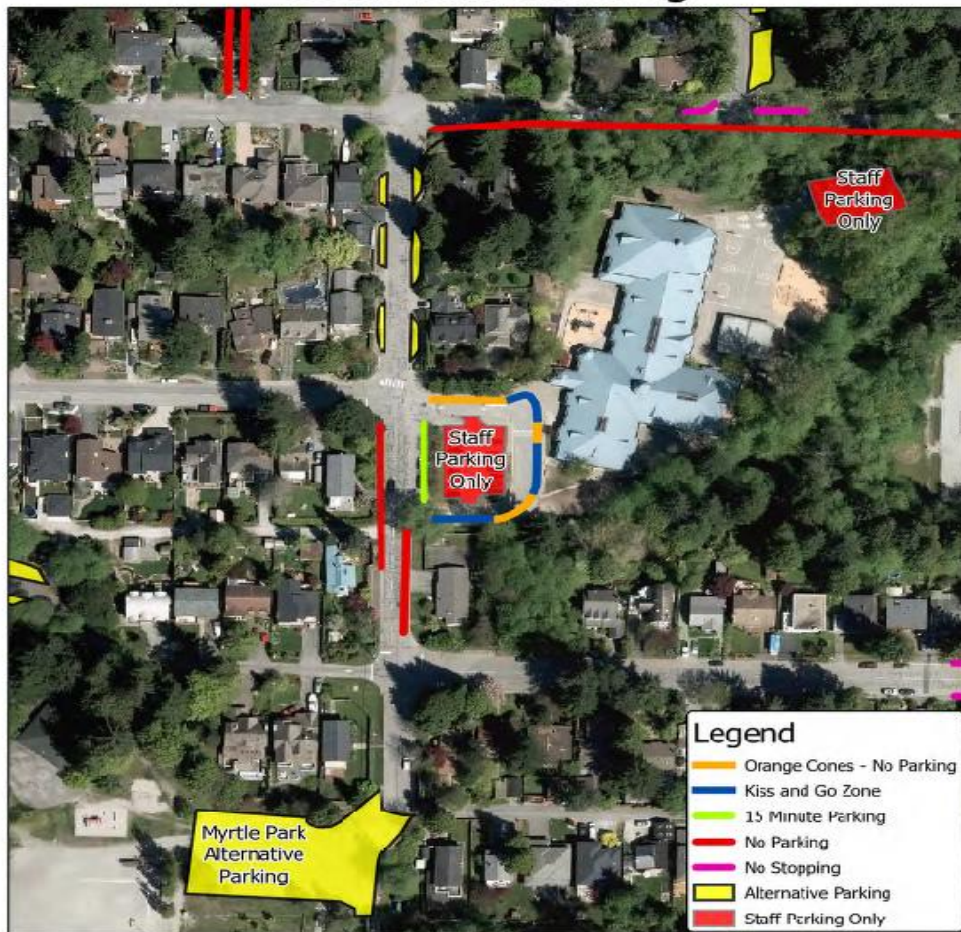 Staff
Parking
Only
Staff
Parking
Only
Myrtle Park
Alternative
Parking
Legend
Orange Cones - No Parking
Kiss and Go Zone
15 Minute Parking
No Parking
No Stopping
Alternative Parking
Staff Parking Only